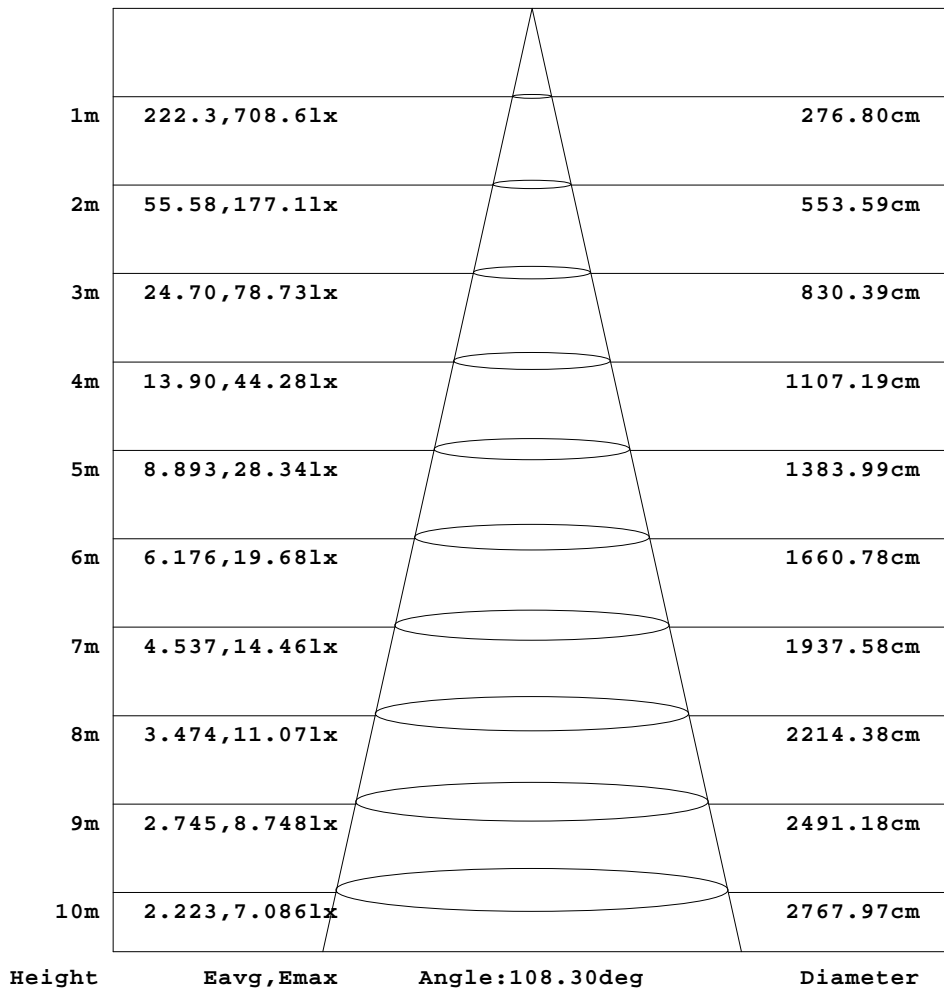 1m 222.3,708.6lx 276.80cm
2m 55.58,177.1lx 553.59cm
3m 24.70,78.73lx 830.39cm
4m 13.90,44.28lx 1107.19cm
5m 8.893,28.34lx 1383.99cm
6m 6.176,19.68lx 1660.78cm
7m 4.537,14.46lx 1937.58cm
8m 3.474,11.07lx 2214.38cm
9m 2.745,8.748lx 2491.18cm
10m 2.223,7.086lx 2767.97cm
Height Eavg,Emax Angle:108.30deg Diameter